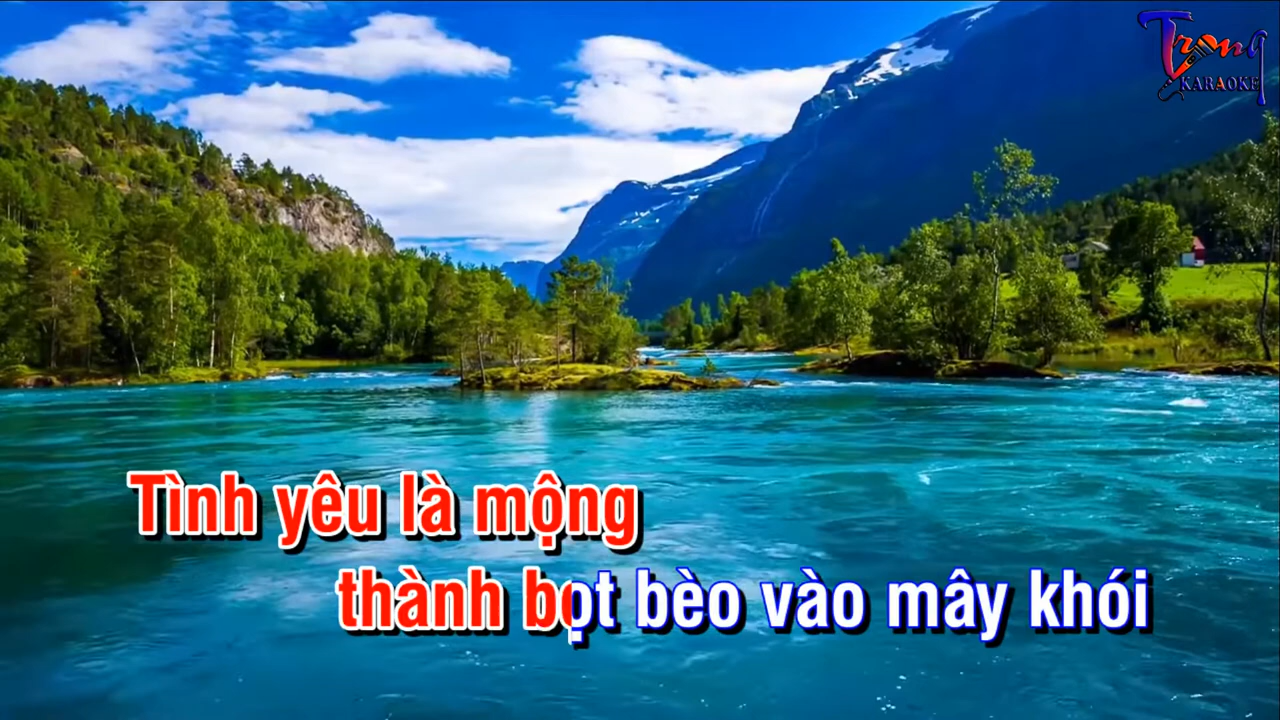 Trọng
KARAOKE
Tình yêu là mộng
thành bọt bèo vào mây khói